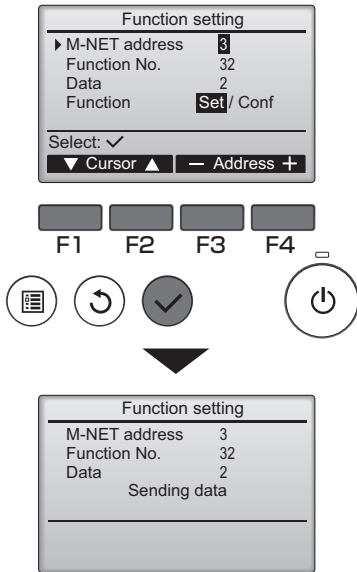 Function setting
M-NET address 3
Function No. 32
Data 2
Function Set / Conf
Select: ✓
▼ Cursor ▲ − Address +
F1 F2 F3 F4
Function setting
M-NET address 3
Function No. 32
Data 2
Sending data